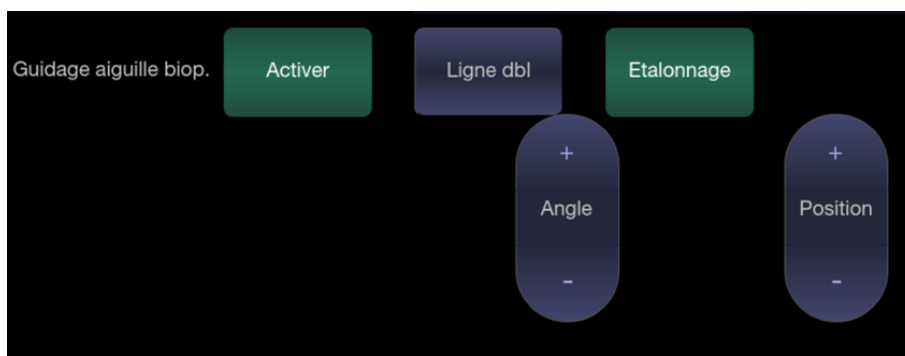 Guidage aiguille biop. Activer Ligne dbl Etalonnage
+ +
Angle Position
- -